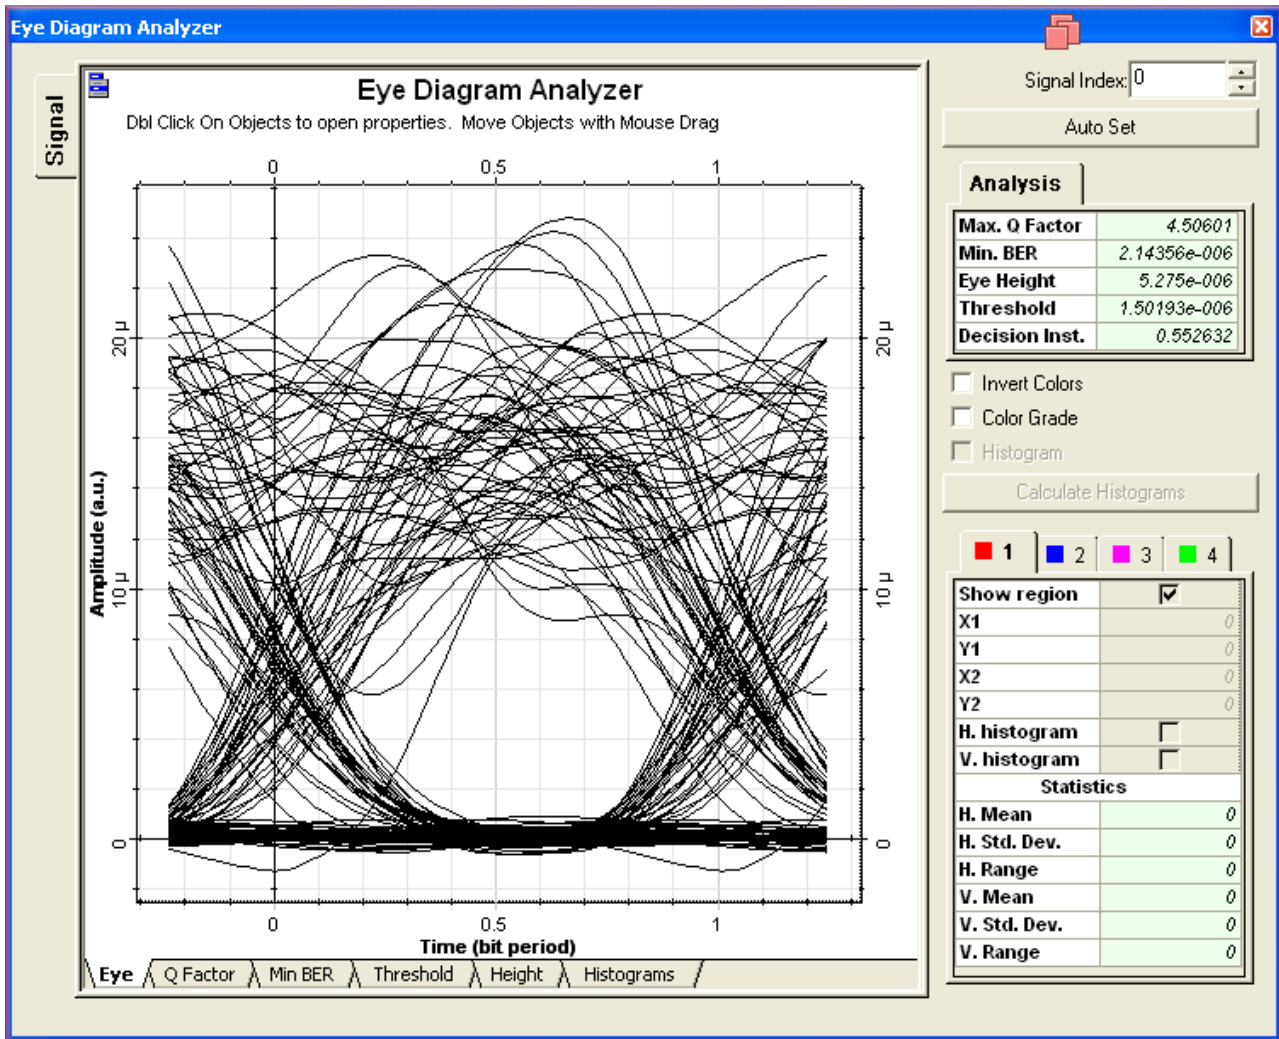 Eye Diagram Analyzer
Signal
Eye Diagram Analyzer
Dbl Click On Objects to open properties.  Move Objects with Mouse Drag
0 0.5 1
20 µ 20 µ
10 µ 10 µ
0 0
Amplitude (a.u.)
0 0.5 1
Time (bit period)
Eye Q Factor Min BER Threshold Height Histograms
Signal Index: 0
Auto Set
Analysis
Max. Q Factor 4.50601
Min. BER 2.14356e-006
Eye Height 5.275e-006
Threshold 1.50193e-006
Decision Inst. 0.552632
Invert Colors
Color Grade
Histogram
Calculate Histograms
1 2 3 4
Show region
X1 0
Y1 0
X2 0
Y2 0
H. histogram
V. histogram
Statistics
H. Mean 0
H. Std. Dev. 0
H. Range 0
V. Mean 0
V. Std. Dev. 0
V. Range 0